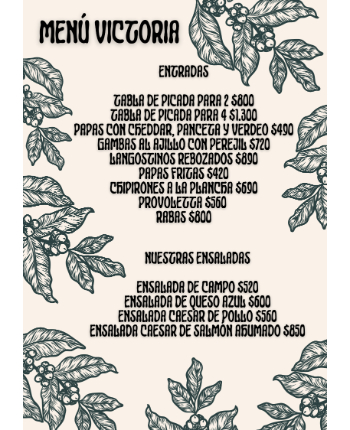 MENÚ VICTORIA
ENTRADAS
TABLA DE PICADA PARA 2 $800
TABLA DE PICADA PARA 4 $1,300
PAPAS CON CHEDDAR, PANCETA Y VERDEO $490
GAMBAS AL AJILLO CON PEREJIL $720
LANGOSTINOS REBOZADOS $890
PAPAS FRITAS $420
CHIPIRONES A LA PLANCHA $690
PROVOLETTA $560
RABAS $800
NUESTRAS ENSALADAS
ENSALADA DE CAMPO $520
ENSALADA DE QUESO AZUL $600
ENSALADA CAESAR DE POLLO $560
ENSALADA CAESAR DE SALMÓN AHUMADO $850